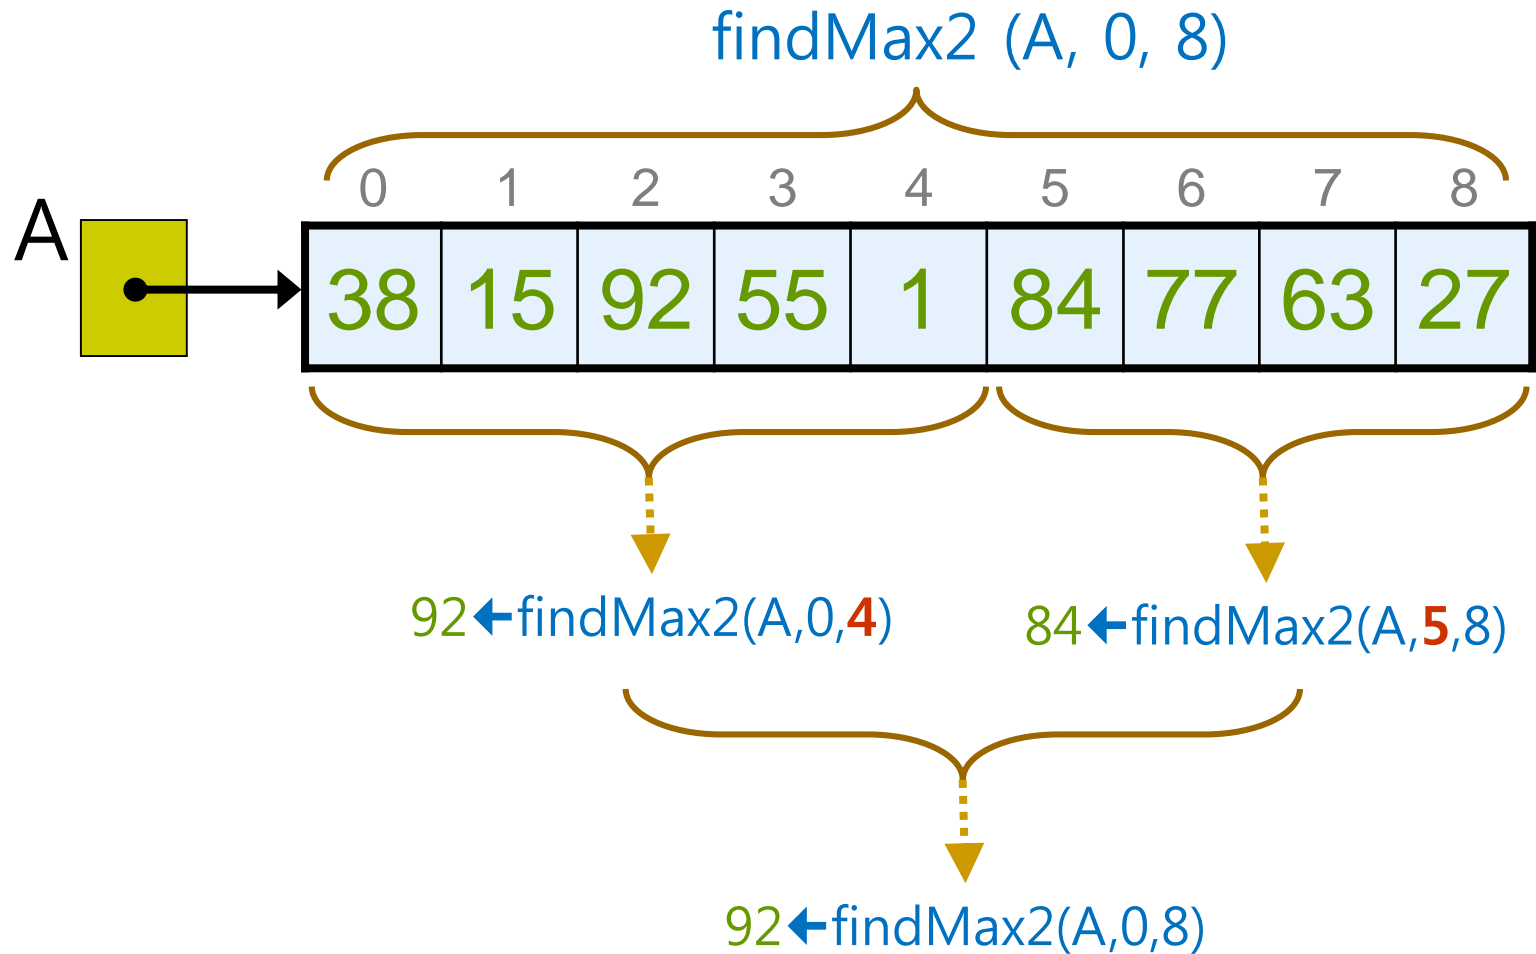 findMax2 (A, 0, 8)
0 1 2 3 4 5 6 7 8
A
38 15 92 55 1 84 77 63 27
92←findMax2(A,0,4) 84←findMax2(A,5,8)
92←findMax2(A,0,8)